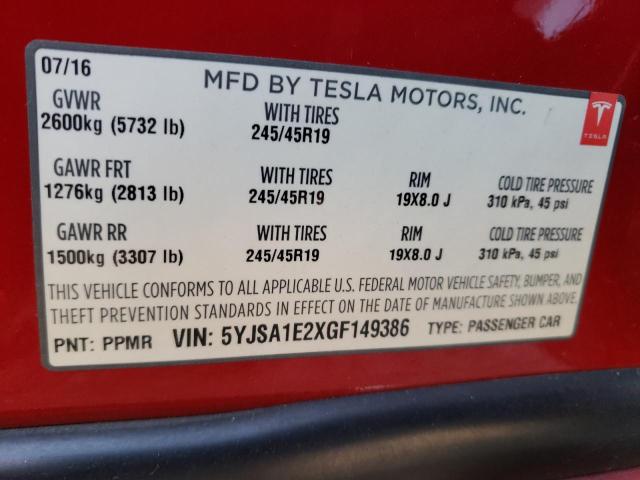 07/16 MFD BY TESLA MOTORS, INC.
TESLA
GVWR WITH TIRES
2600kg (5732 lb) 245/45R19
GAWR FRT WITH TIRES RIM COLD TIRE PRESSURE
1276kg (2813 lb) 245/45R19 19X8.0 J 310 kPa, 45 psi
GAWR RR WITH TIRES RIM COLD TIRE PRESSURE
1500kg (3307 lb) 245/45R19 19X8.0 J 310 kPa, 45 psi
THIS VEHICLE CONFORMS TO ALL APPLICABLE U.S. FEDERAL MOTOR VEHICLE SAFETY, BUMPER, AND
THEFT PREVENTION STANDARDS IN EFFECT ON THE DATE OF MANUFACTURE SHOWN ABOVE.
PNT: PPMR VIN: 5YJSA1E2XGF149386 TYPE: PASSENGER CAR